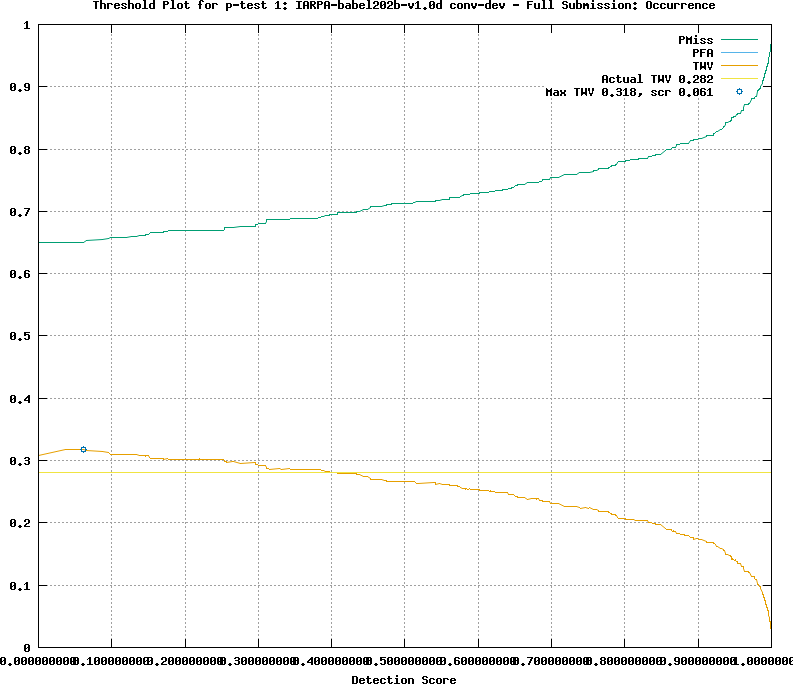 Threshold Plot for p-test 1: IARPA-babel202b-v1.0d conv-dev - Full Submission: Occurrence
PMiss
PFA
TWV
Actual TWV 0.282
Max TWV 0.318, scr 0.061
1
0.9
0.8
0.7
0.6
0.5
0.4
0.3
0.2
0.1
0
0.000000000 0.100000000 0.200000000 0.300000000 0.400000000 0.500000000 0.600000000 0.700000000 0.800000000 0.900000000 1.0000000
Detection Score